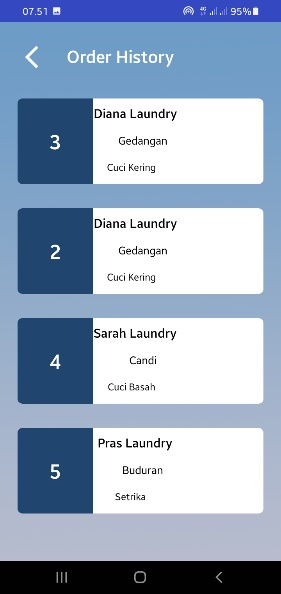 07.51 95%
Order History
3
Diana Laundry
Gedangan
Cuci Kering
2
Diana Laundry
Gedangan
Cuci Kering
4
Sarah Laundry
Candi
Cuci Basah
5
Pras Laundry
Buduran
Setrika